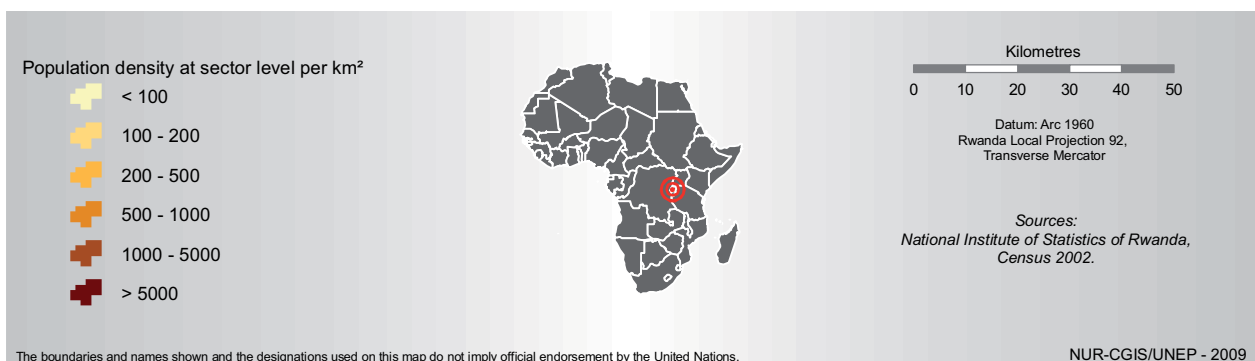 Population density at sector level per km²
< 100
100 - 200
200 - 500
500 - 1000
1000 - 5000
> 5000
Kilometres
0 10 20 30 40 50
Datum: Arc 1960
Rwanda Local Projection 92,
Transverse Mercator
Sources:
National Institute of Statistics of Rwanda,
Census 2002.
The boundaries and names shown and the designations used on this map do not imply official endorsement by the United Nations.
NUR-CGIS/UNEP - 2009